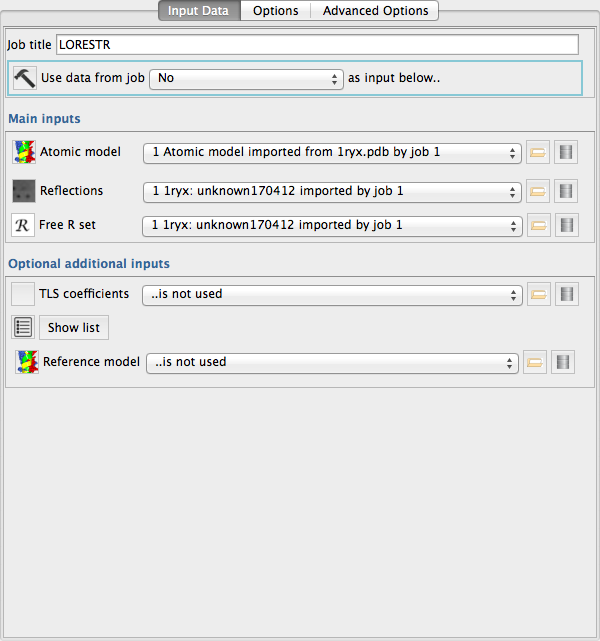 Input Data Options Advanced Options
Job title LORESTR
Use data from job No as input below..
Main inputs
Atomic model 1 Atomic model imported from 1ryx.pdb by job 1
Reflections 1 1ryx: unknown170412 imported by job 1
R Free R set 1 1ryx: unknown170412 imported by job 1
Optional additional inputs
TLS coefficients ..is not used
Show list
Reference model ..is not used